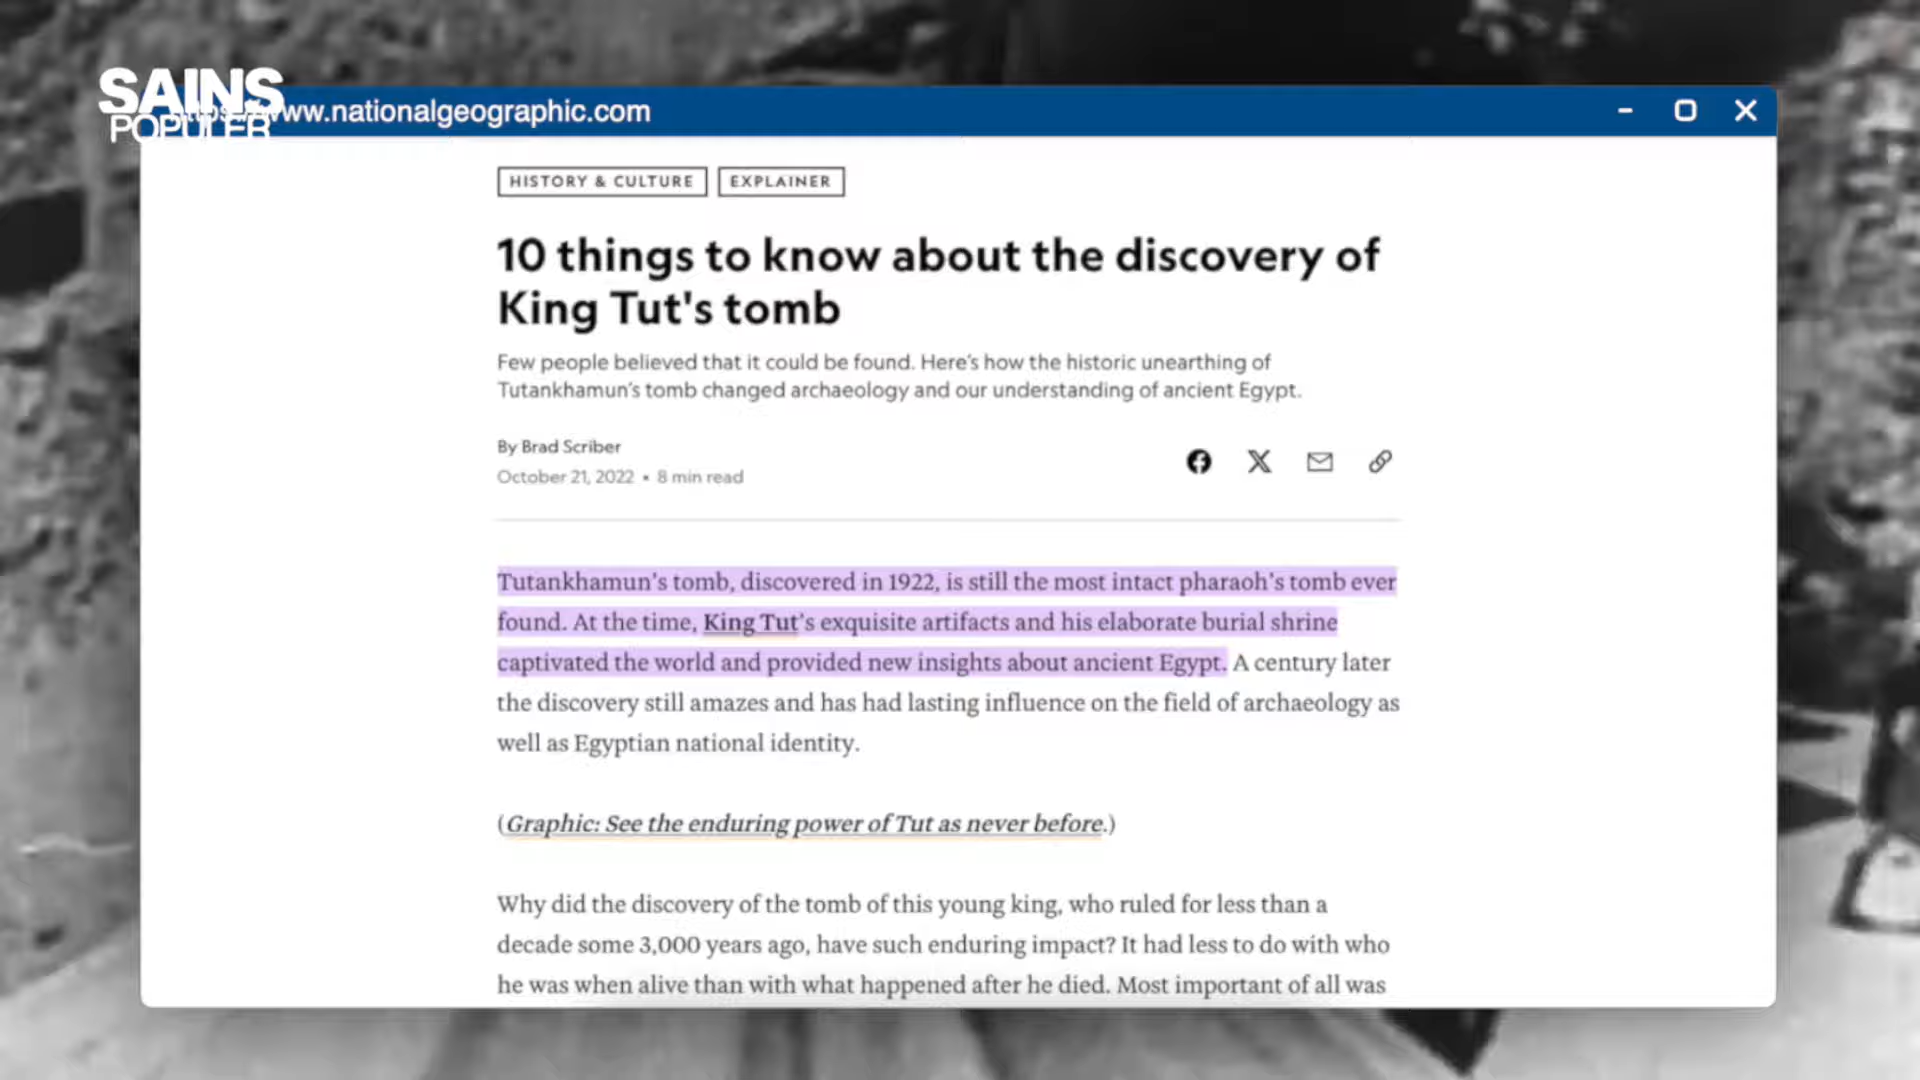 SAINS
POPULER
https://www.nationalgeographic.com
HISTORY & CULTURE
EXPLAINER
10 things to know about the discovery of
King Tut's tomb
Few people believed that it could be found. Here's how the historic unearthing of
Tutankhamun's tomb changed archaeology and our understanding of ancient Egypt.
By Brad Scriber
October 21, 2022 • 8 min read
Tutankhamun's tomb, discovered in 1922, is still the most intact pharaoh's tomb ever
found. At the time, King Tut's exquisite artifacts and his elaborate burial shrine
captivated the world and provided new insights about ancient Egypt. A century later
the discovery still amazes and has had lasting influence on the field of archaeology as
well as Egyptian national identity.
(Graphic: See the enduring power of Tut as never before.)
Why did the discovery of the tomb of this young king, who ruled for less than a
decade some 3,000 years ago, have such enduring impact? It had less to do with who
he was when alive than with what happened after he died. Most important of all was